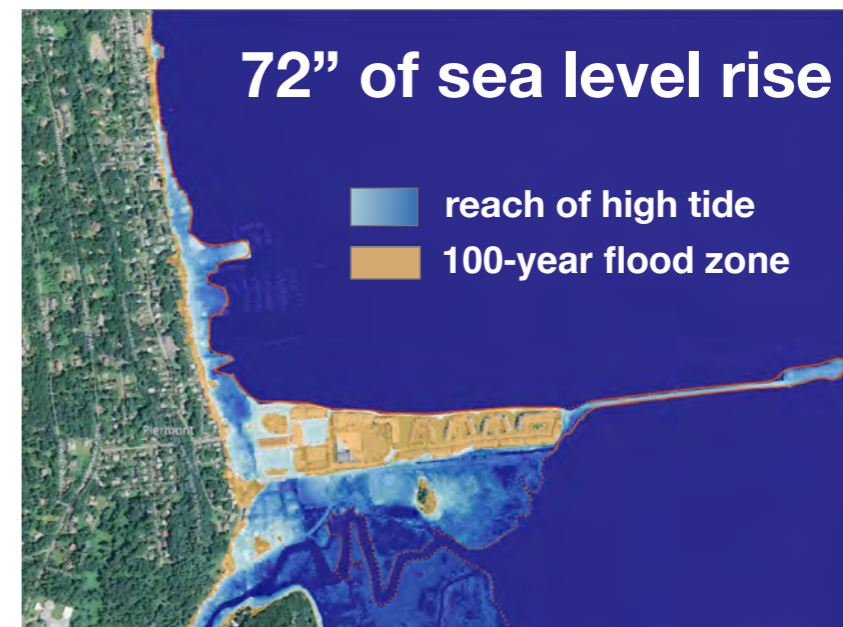 72” of sea level rise
reach of high tide
100-year flood zone
Piermont